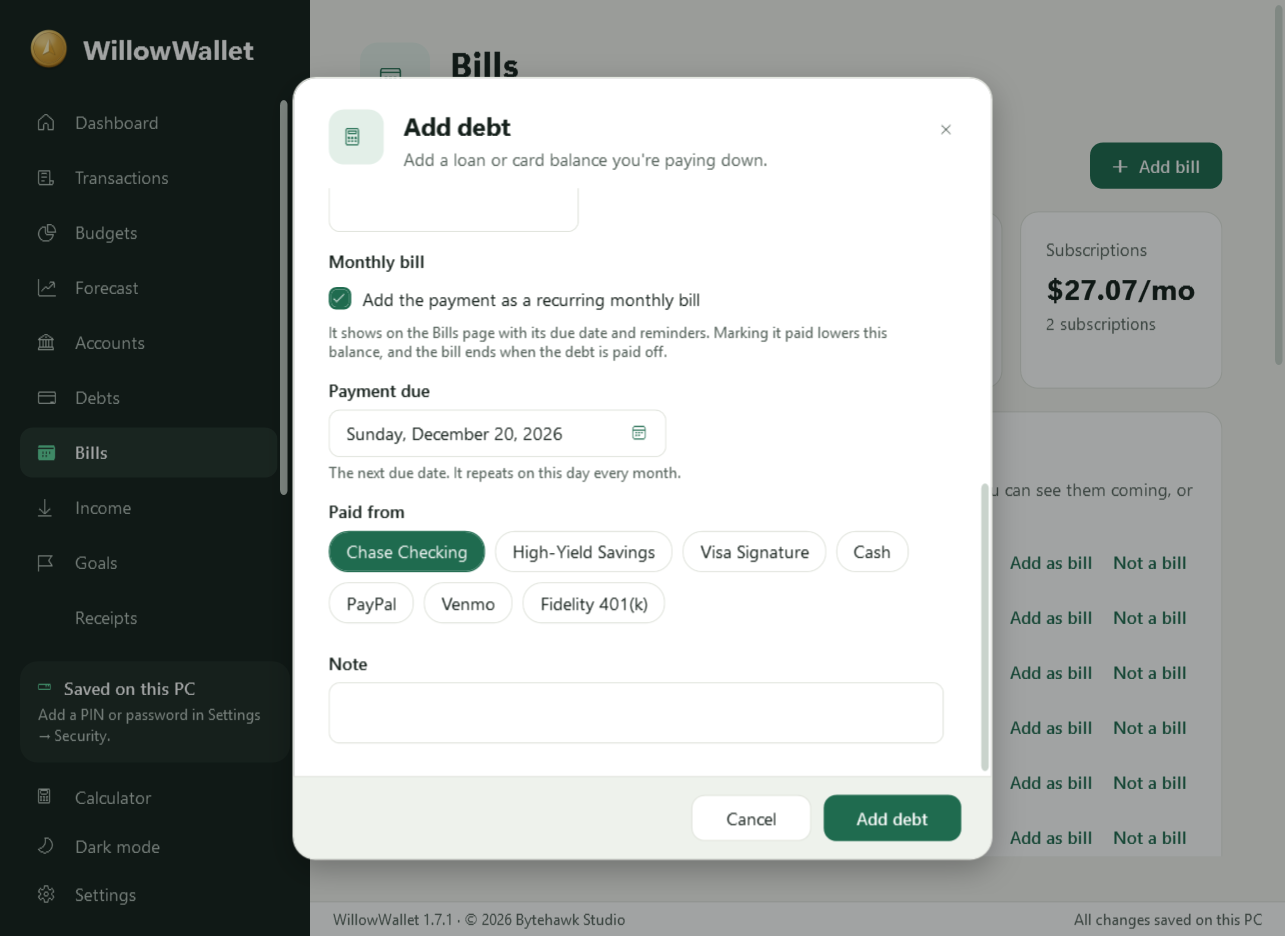 WillowWallet
Dashboard
Transactions
Budgets
Forecast
Accounts
Debts
Bills
Income
Goals
Receipts
Saved on this PC
Add a PIN or password in Settings
→ Security.
Calculator
Dark mode
Settings
Bills
+ Add bill
Subscriptions
$27.07/mo
2 subscriptions
u can see them coming, or
Add as bill Not a bill
Add as bill Not a bill
Add as bill Not a bill
Add as bill Not a bill
Add as bill Not a bill
Add as bill Not a bill
Add debt
Add a loan or card balance you're paying down.
Monthly bill
Add the payment as a recurring monthly bill
It shows on the Bills page with its due date and reminders. Marking it paid lowers this
balance, and the bill ends when the debt is paid off.
Payment due
Sunday, December 20, 2026
The next due date. It repeats on this day every month.
Paid from
Chase Checking High-Yield Savings Visa Signature Cash
PayPal Venmo Fidelity 401(k)
Note
Cancel Add debt
WillowWallet 1.7.1 · © 2026 Bytehawk Studio
All changes saved on this PC